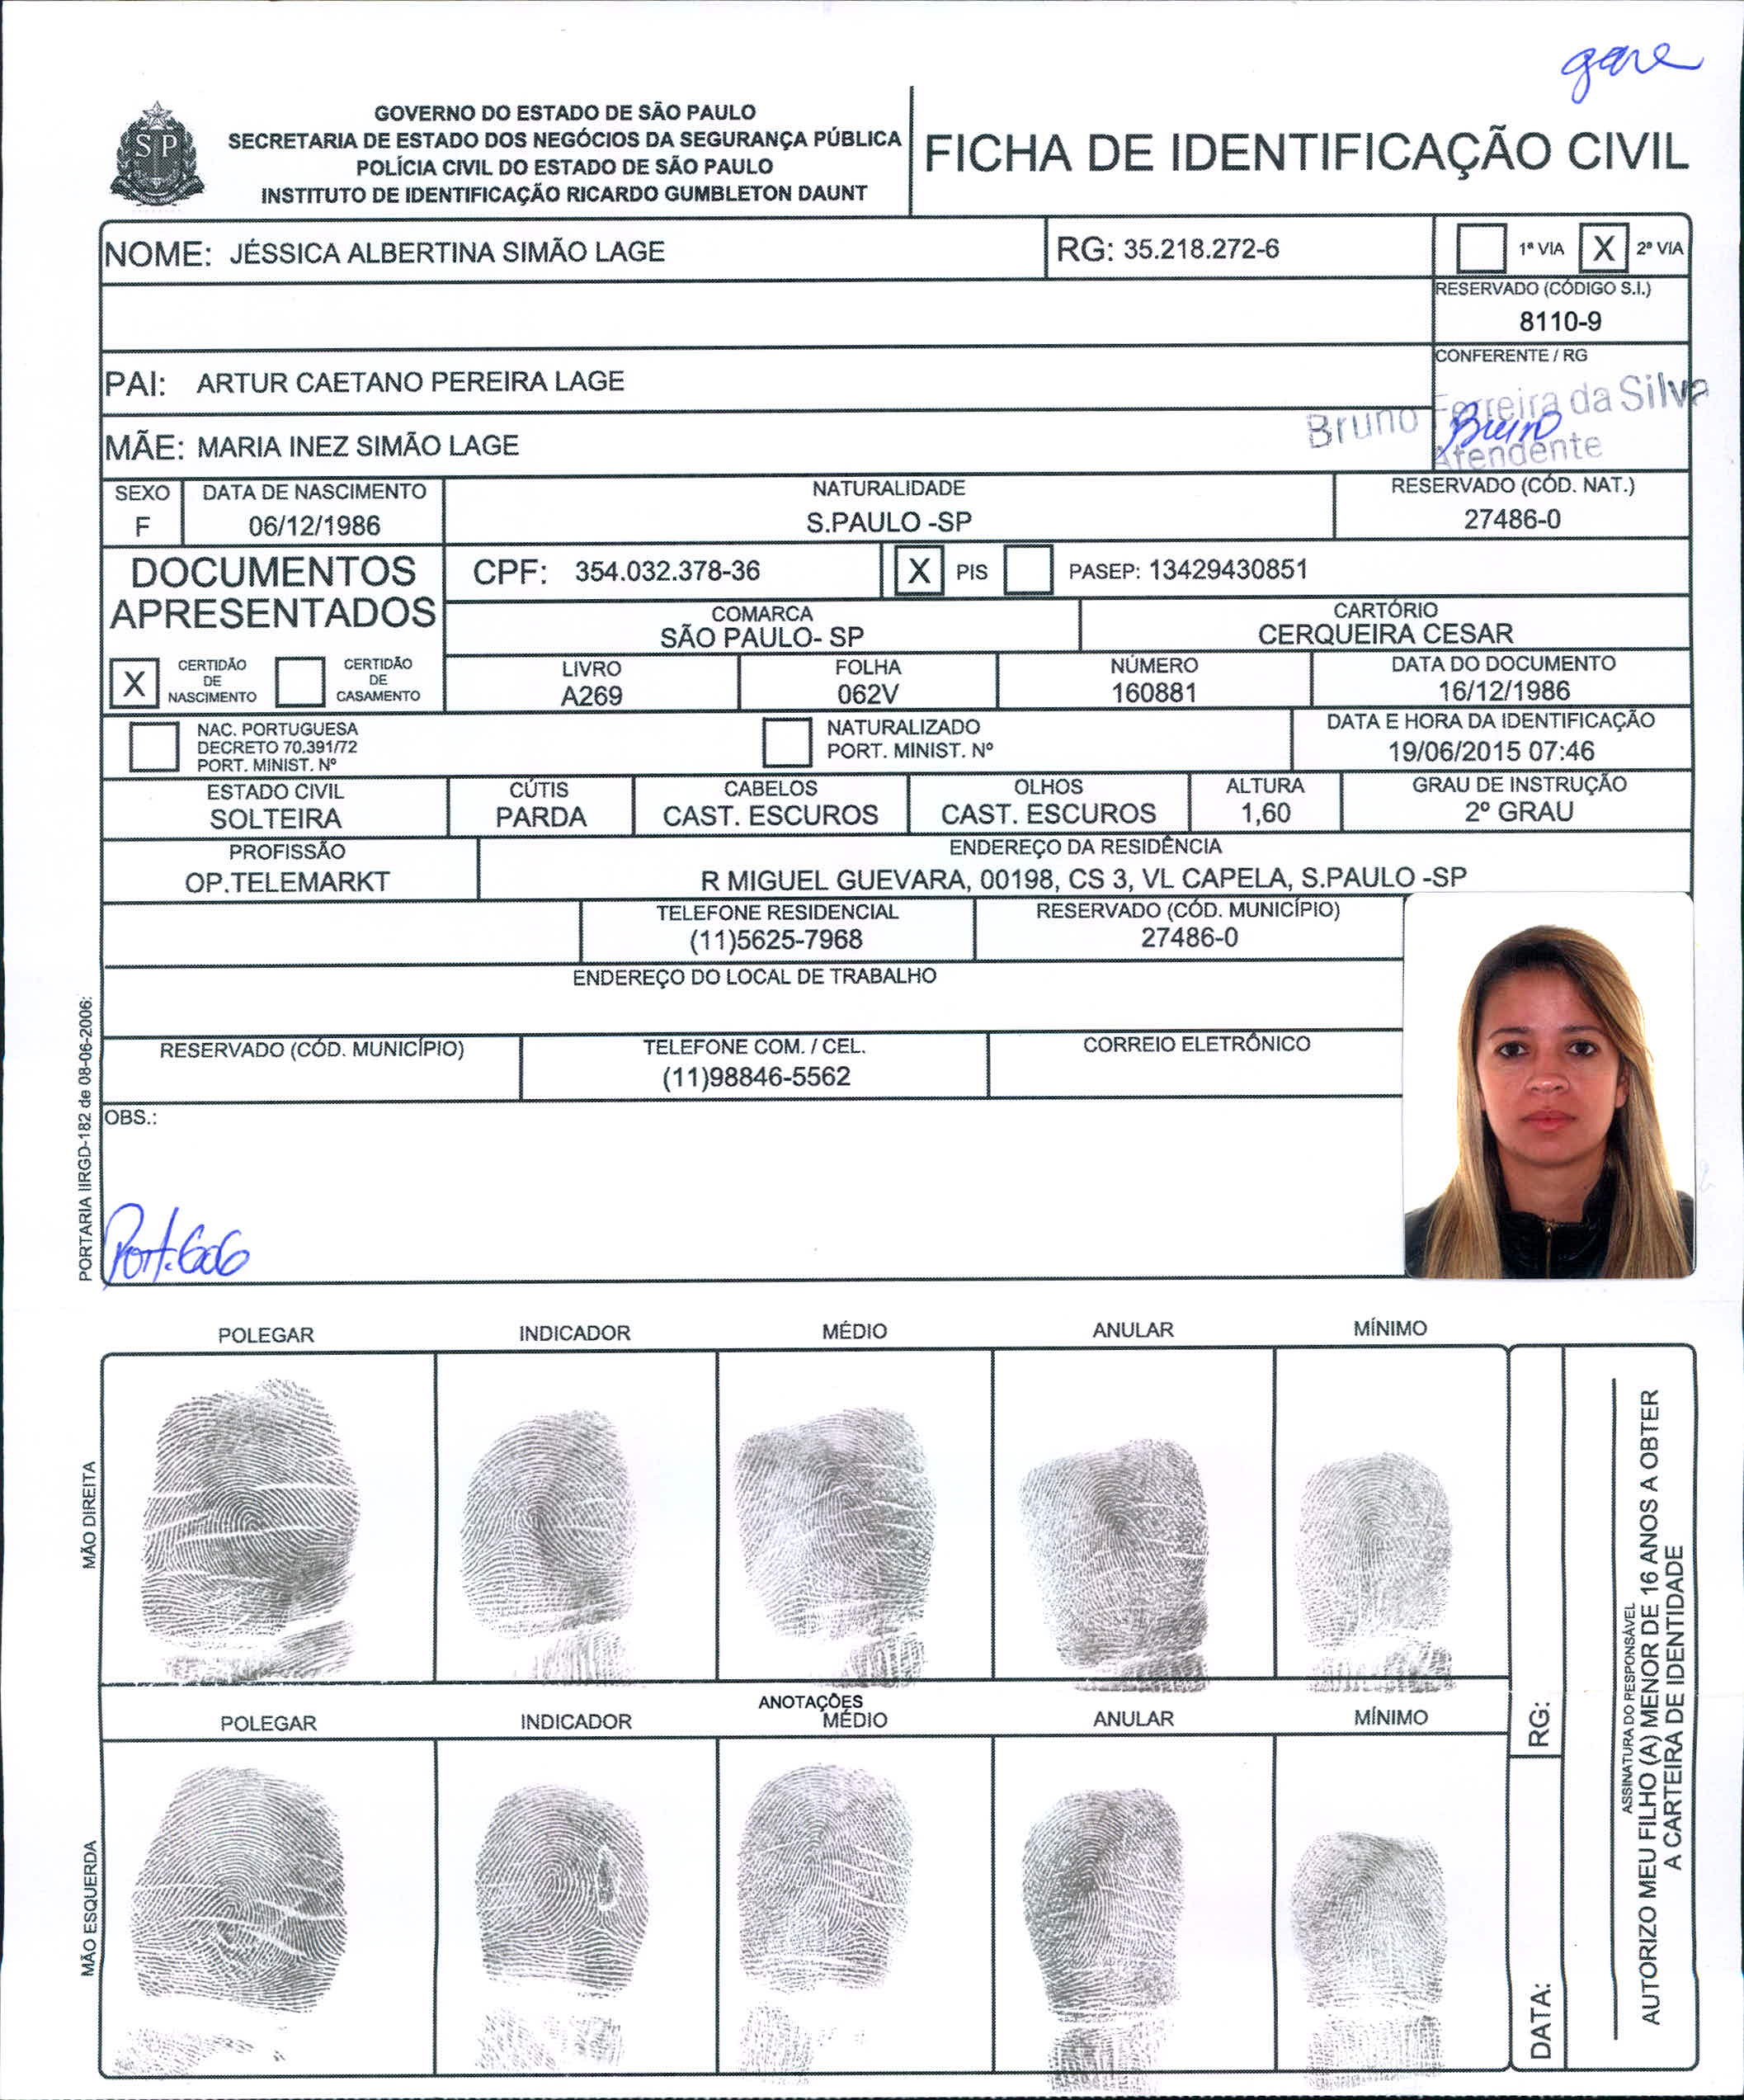 gare
GOVERNO DO ESTADO DE SÃO PAULO
SECRETARIA DE ESTADO DOS NEGÓCIOS DA SEGURANÇA PÚBLICA
POLÍCIA CIVIL DO ESTADO DE SÃO PAULO
INSTITUTO DE IDENTIFICAÇÃO RICARDO GUMBLETON DAUNT
FICHA DE IDENTIFICAÇÃO CIVIL
SP
NOME: JÉSSICA ALBERTINA SIMÃO LAGE RG: 35.218.272-6 1ª VIA X 2ª VIA
RESERVADO (CÓDIGO S.I.)
8110-9
PAI: ARTUR CAETANO PEREIRA LAGE CONFERENTE / RG
Bruno Ferreira da Silva
Bruno
Atendente
MÃE: MARIA INEZ SIMÃO LAGE
SEXO DATA DE NASCIMENTO NATURALIDADE RESERVADO (CÓD. NAT.)
F 06/12/1986 S.PAULO -SP 27486-0
DOCUMENTOS APRESENTADOS
CPF: 354.032.378-36 X PIS PASEP: 13429430851
COMARCA CARTÓRIO
SÃO PAULO- SP CERQUEIRA CESAR
X CERTIDÃO DE NASCIMENTO CERTIDÃO DE CASAMENTO
LIVRO FOLHA NÚMERO DATA DO DOCUMENTO
A269 062V 160881 16/12/1986
NAC. PORTUGUESA
DECRETO 70.391/72
PORT. MINIST. Nº
NATURALIZADO
PORT. MINIST. Nº
DATA E HORA DA IDENTIFICAÇÃO
19/06/2015 07:46
ESTADO CIVIL CÚTIS CABELOS OLHOS ALTURA GRAU DE INSTRUÇÃO
SOLTEIRA PARDA CAST. ESCUROS CAST. ESCUROS 1,60 2º GRAU
PROFISSÃO ENDEREÇO DA RESIDÊNCIA
OP.TELEMARKT R MIGUEL GUEVARA, 00198, CS 3, VL CAPELA, S.PAULO -SP
TELEFONE RESIDENCIAL RESERVADO (CÓD. MUNICÍPIO)
(11)5625-7968 27486-0
ENDEREÇO DO LOCAL DE TRABALHO
RESERVADO (CÓD. MUNICÍPIO) TELEFONE COM. / CEL. CORREIO ELETRÔNICO
(11)98846-5562
OBS.:
Port. 606
PORTARIA IIRGD-182 de 08-06-2006:
POLEGAR INDICADOR MÉDIO ANULAR MÍNIMO
MÃO DIREITA
ANOTAÇÕES
POLEGAR INDICADOR MÉDIO ANULAR MÍNIMO
MÃO ESQUERDA
RG:
DATA:
ASSINATURA DO RESPONSÁVEL
AUTORIZO MEU FILHO (A) MENOR DE 16 ANOS A OBTER
A CARTEIRA DE IDENTIDADE